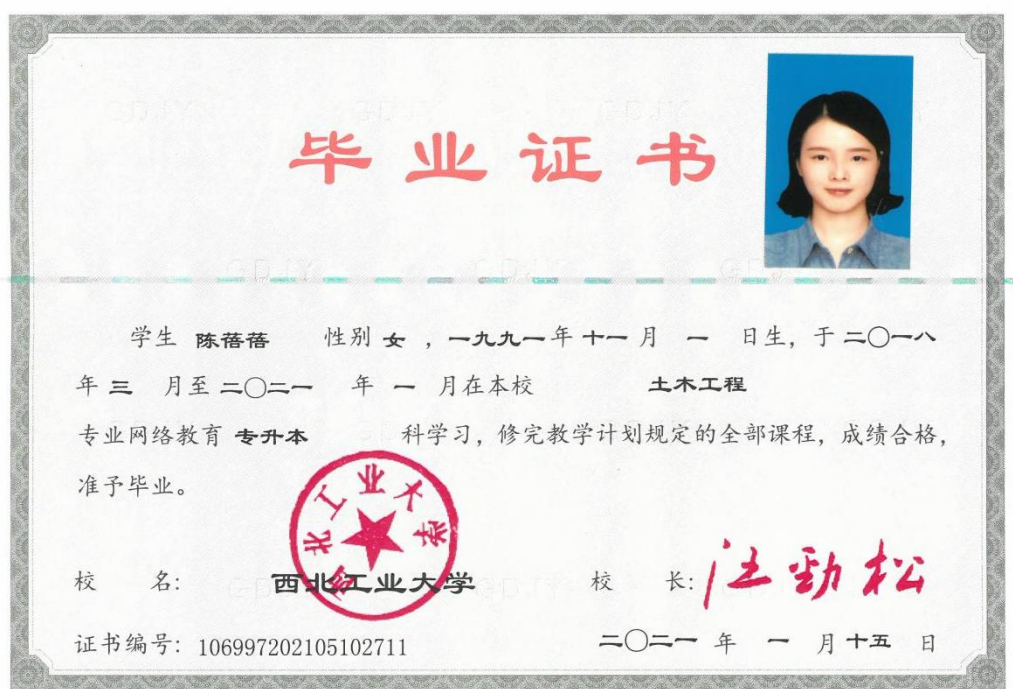 毕业证书
学生 陈蓓蓓 性别 女 ，一九九一年 十一 月 一 日生，于 二〇一八
年 三 月至 二〇二一 年 一 月在本校 土木工程
专业网络教育 专升本 科学习，修完教学计划规定的全部课程，成绩合格，
准予毕业。
西北工业大学
校 名： 西北工业大学 校 长： 汪劲松
证书编号：106997202105102711 二〇二一 年 一 月 十五 日